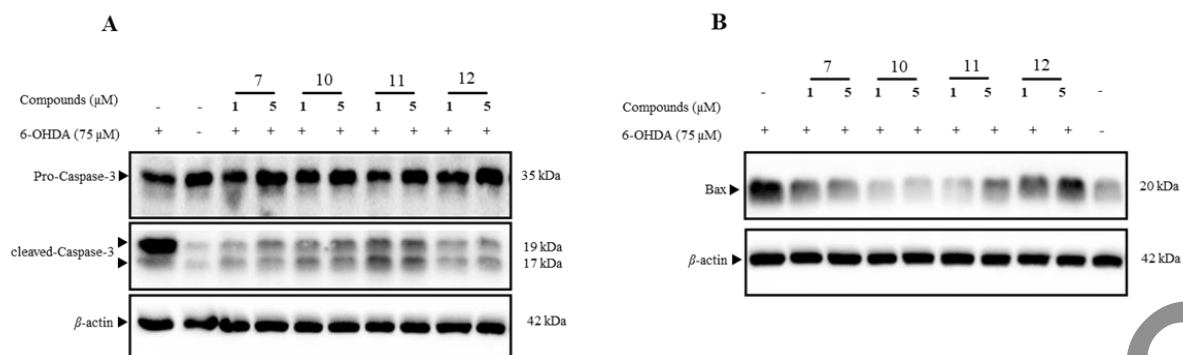 A
7 10 11 12
Compounds (μM) - - 1 5 1 5 1 5 1 5
6-OHDA (75 μM) + - + + + + + + + +
Pro-Caspase-3 35 kDa
cleaved-Caspase-3 19 kDa
17 kDa
β-actin 42 kDa
B
7 10 11 12
Compounds (μM) - 1 5 1 5 1 5 1 5 -
6-OHDA (75 μM) + + + + + + + + + -
Bax 20 kDa
β-actin 42 kDa